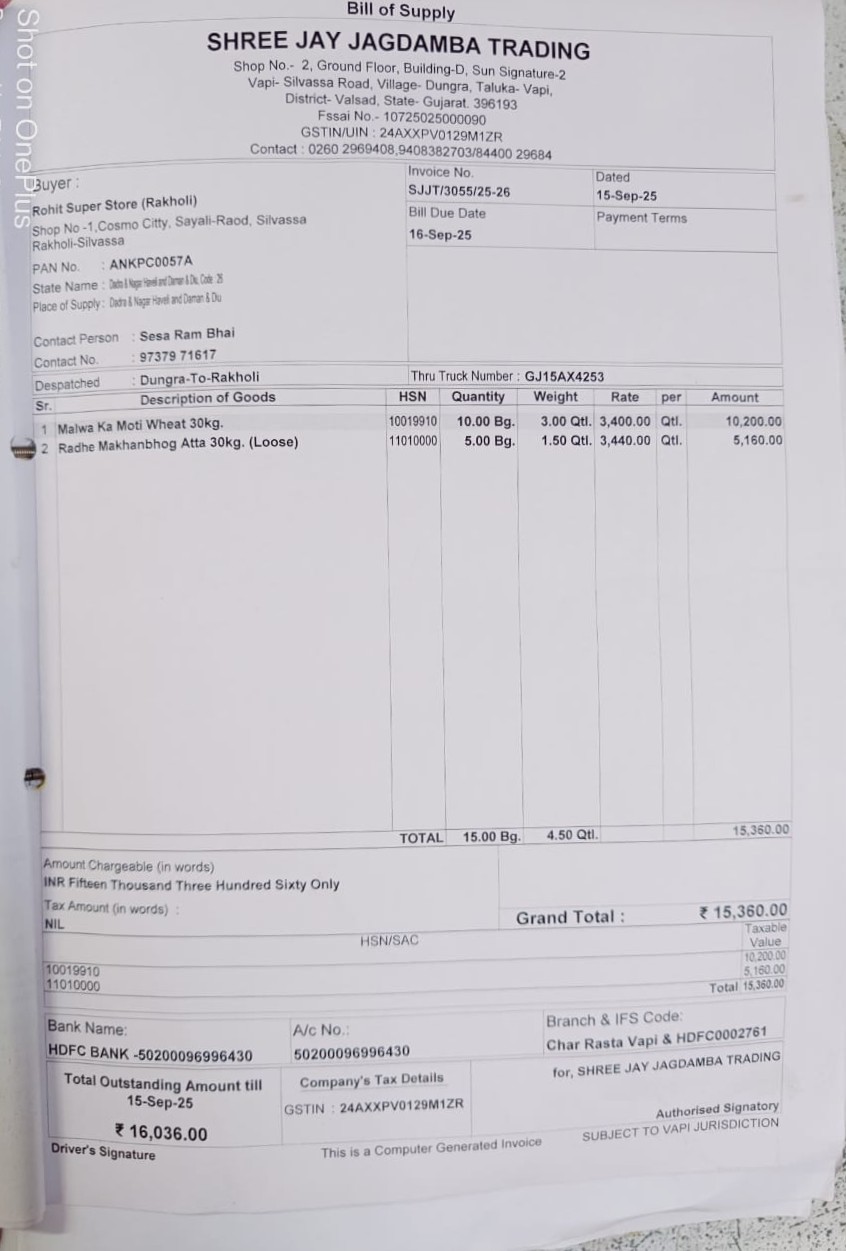 Bill of Supply
SHREE JAY JAGDAMBA TRADING
Shop No.- 2, Ground Floor, Building-D, Sun Signature-2
Vapi- Silvassa Road, Village- Dungra, Taluka- Vapi,
District- Valsad, State- Gujarat. 396193
Fssai No.- 10725025000090
GSTIN/UIN : 24AXXPV0129M1ZR
Contact : 0260 2969408,9408382703/84400 29684
Shot on OnePlus
Buyer :
Rohit Super Store (Rakholi)
Shop No -1,Cosmo Citty, Sayali-Raod, Silvassa
Rakholi-Silvassa
PAN No. : ANKPC0057A
State Name : Dadra & Nagar Haveli and Daman & Diu, Code : 26
Place of Supply : Dadra & Nagar Haveli and Daman & Diu
Contact Person : Sesa Ram Bhai
Contact No. : 97379 71617
Invoice No. Dated
SJJT/3055/25-26 15-Sep-25
Bill Due Date Payment Terms
16-Sep-25
Despatched : Dungra-To-Rakholi Thru Truck Number : GJ15AX4253
Sr. Description of Goods HSN Quantity Weight Rate per Amount
1 Malwa Ka Moti Wheat 30kg. 10019910 10.00 Bg. 3.00 Qtl. 3,400.00 Qtl. 10,200.00
2 Radhe Makhanbhog Atta 30kg. (Loose) 11010000 5.00 Bg. 1.50 Qtl. 3,440.00 Qtl. 5,160.00
TOTAL 15.00 Bg. 4.50 Qtl. 15,360.00
Amount Chargeable (in words)
INR Fifteen Thousand Three Hundred Sixty Only
Tax Amount (in words) :
NIL
Grand Total : ₹ 15,360.00
HSN/SAC Taxable
Value
10019910 10,200.00
11010000 5,160.00
Total 15,360.00
Bank Name: A/c No.: Branch & IFS Code:
HDFC BANK -50200096996430 50200096996430 Char Rasta Vapi & HDFC0002761
Total Outstanding Amount till
15-Sep-25
₹ 16,036.00
Company's Tax Details
GSTIN : 24AXXPV0129M1ZR
for, SHREE JAY JAGDAMBA TRADING
Authorised Signatory
Driver's Signature
This is a Computer Generated Invoice
SUBJECT TO VAPI JURISDICTION